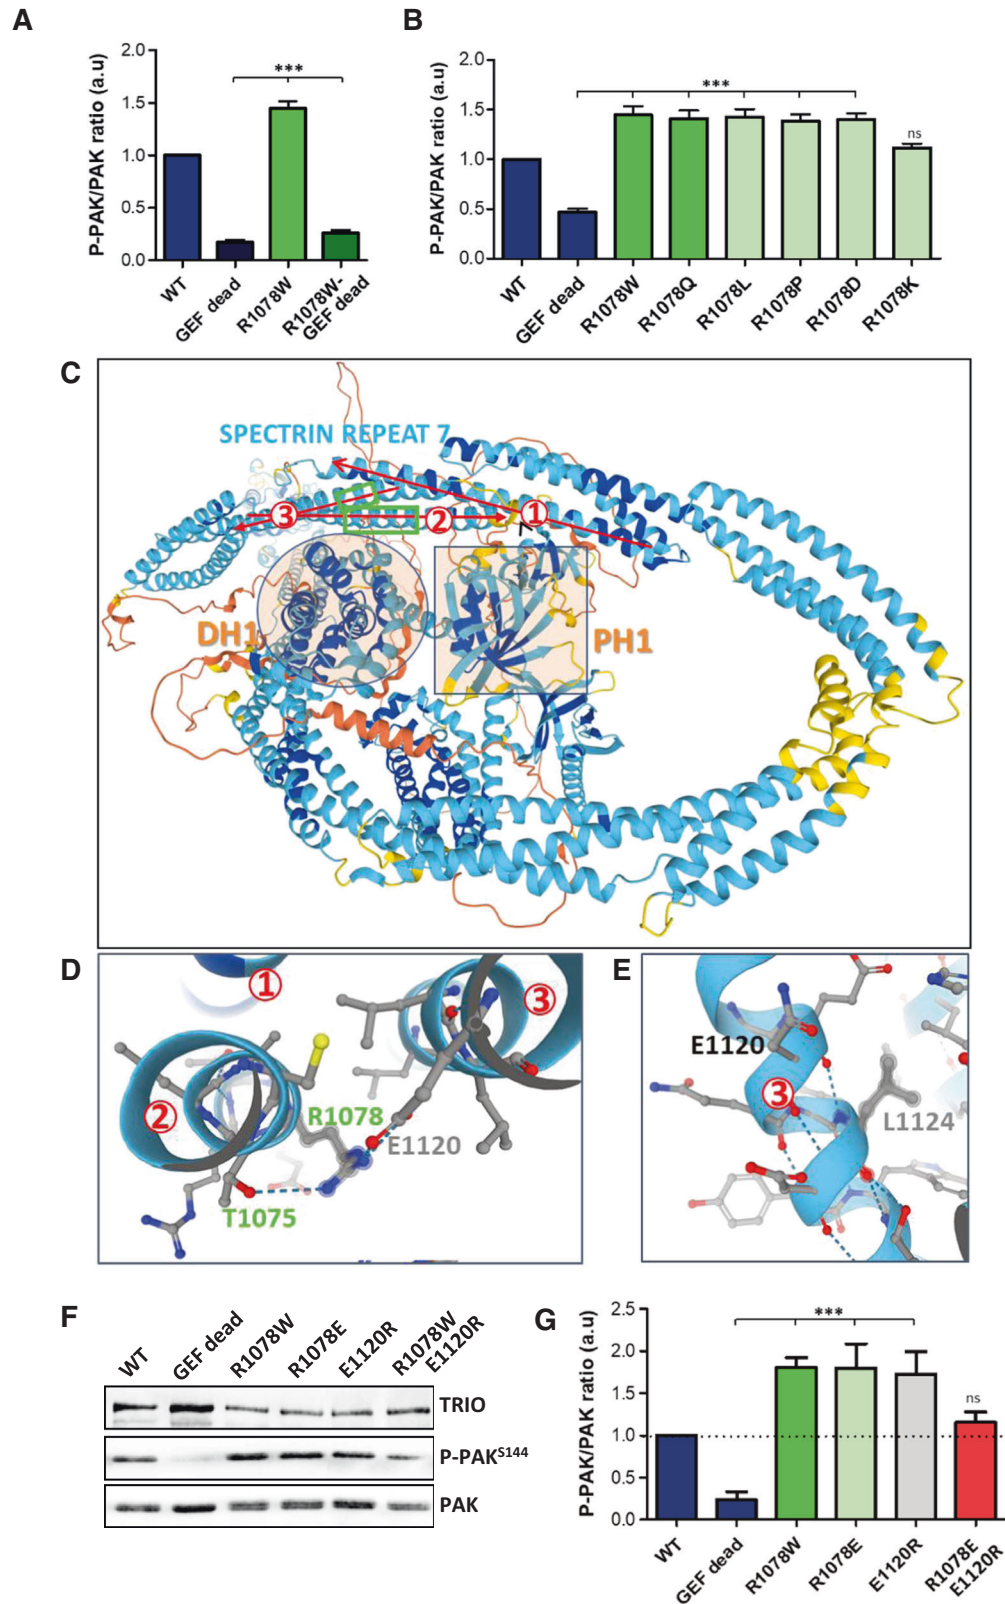 A
P-PAK/PAK ratio (a.u)
2.0
1.5
1.0
0.5
0.0
***
WT
GEF dead
R1078W
R1078W-
GEF dead
B
P-PAK/PAK ratio (a.u)
2.0
1.5
1.0
0.5
0.0
***
ns
WT
GEF dead
R1078W
R1078Q
R1078L
R1078P
R1078D
R1078K
C
SPECTRIN REPEAT 7
3
2
1
DH1
PH1
D
1
3
2
R1078
E1120
T1075
E
E1120
3
L1124
F
WT
GEF dead
R1078W
R1078E
E1120R
R1078W
E1120R
TRIO
P-PAKS144
PAK
G
P-PAK/PAK ratio (a.u)
2.5
2.0
1.5
1.0
0.5
0.0
***
ns
WT
GEF dead
R1078W
R1078E
E1120R
R1078E
E1120R